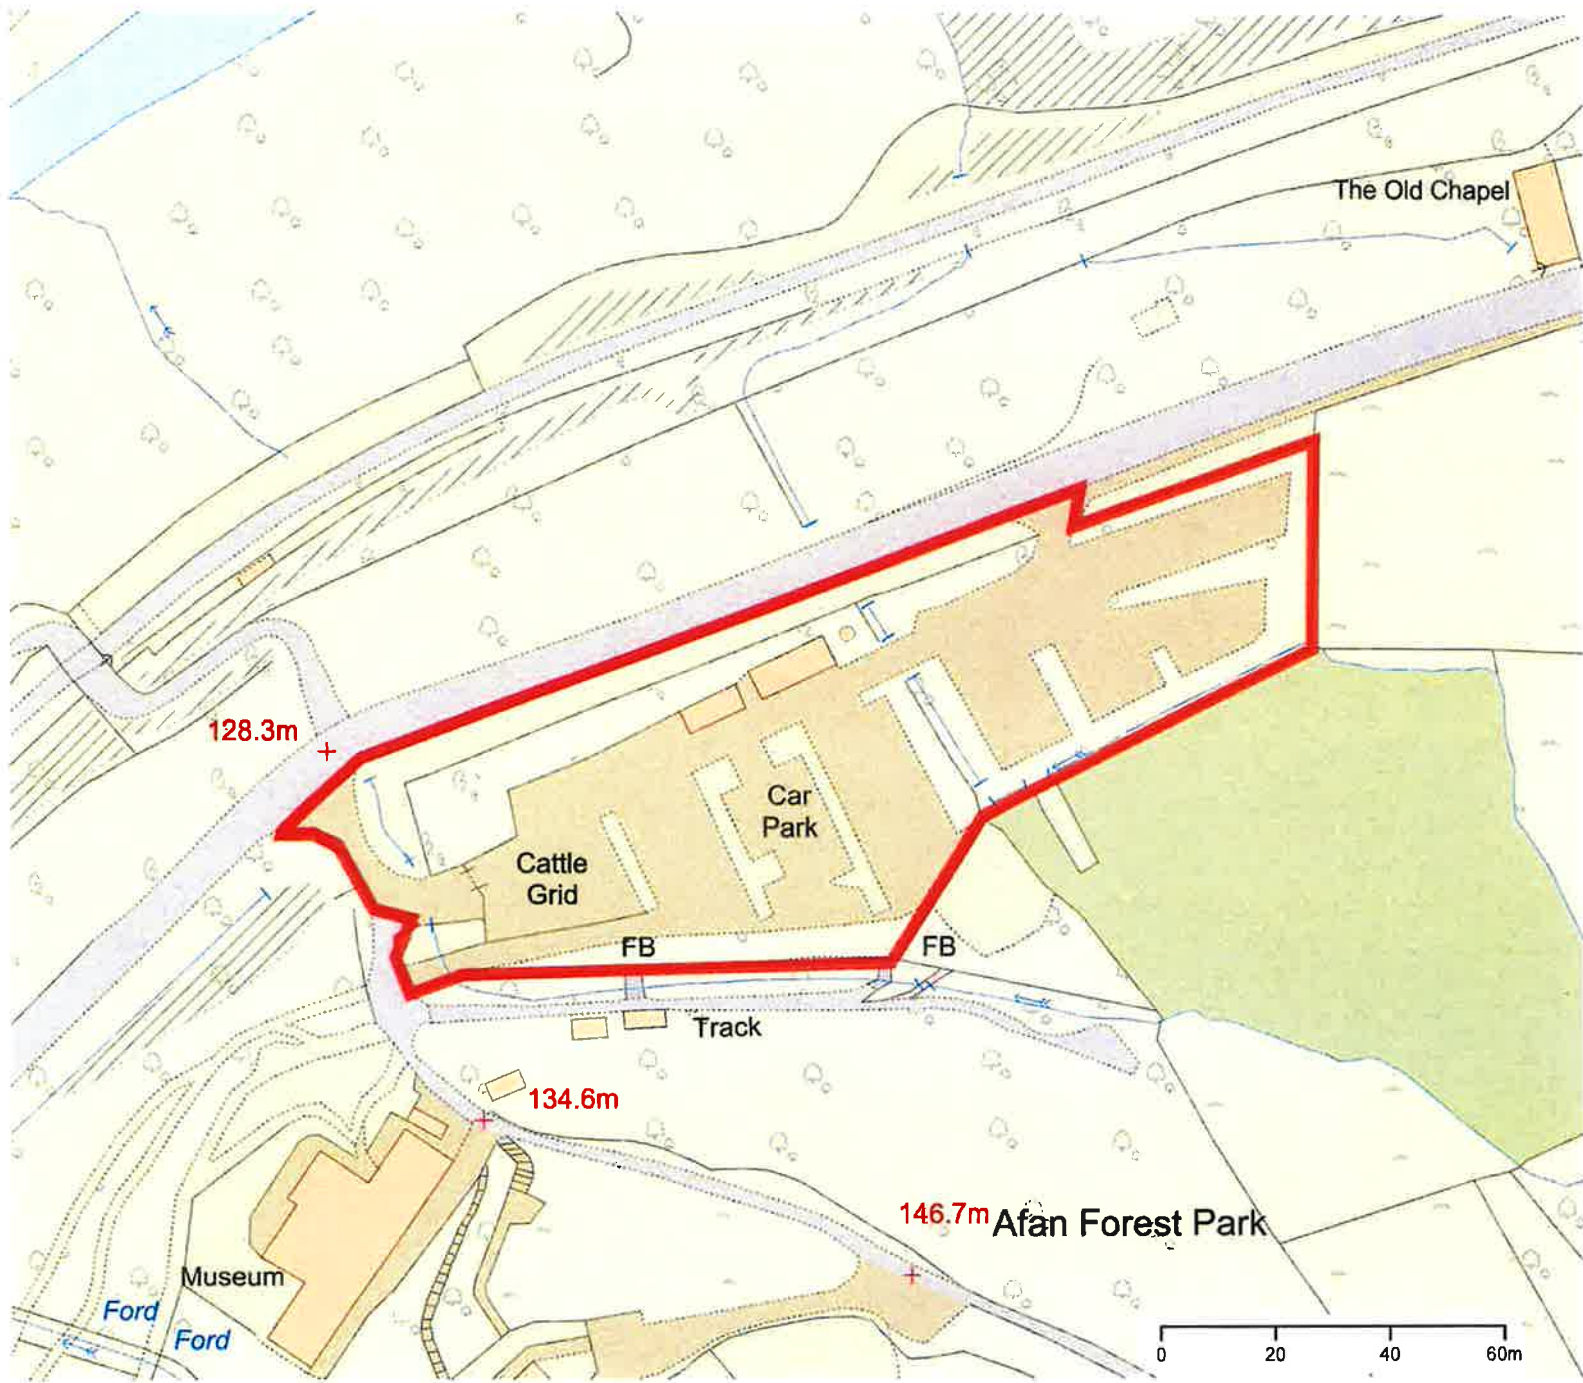 The Old Chapel
128.3m
Car
Park
Cattle
Grid
FB
FB
Track
134.6m
146.7m
Afan Forest Park
Museum
Ford
Ford
0 20 40 60m